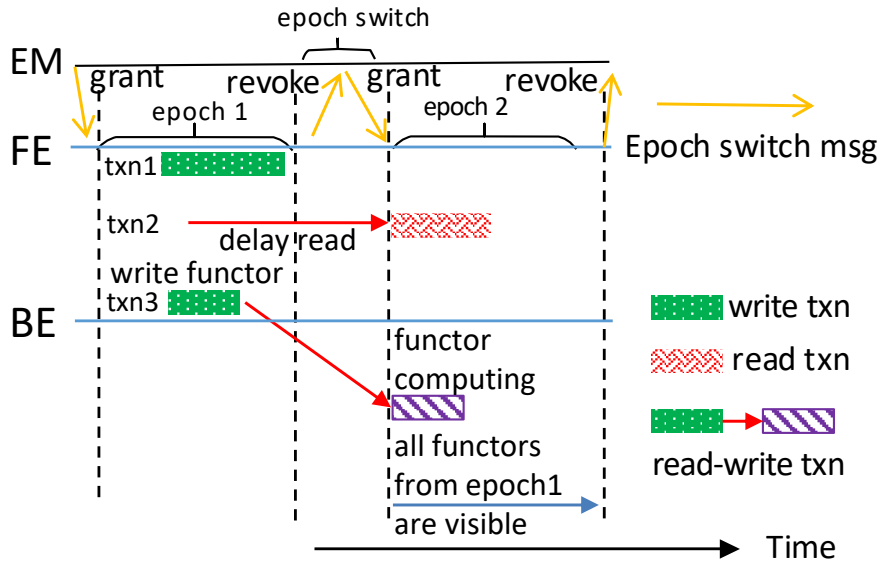 epoch switch
EM
grant
revoke
grant
revoke
epoch 1
epoch 2
FE
Epoch switch msg
txn1
txn2
delay read
write functor
txn3
BE
write txn
functor
computing
read txn
all functors
from epoch1
are visible
read-write txn
Time